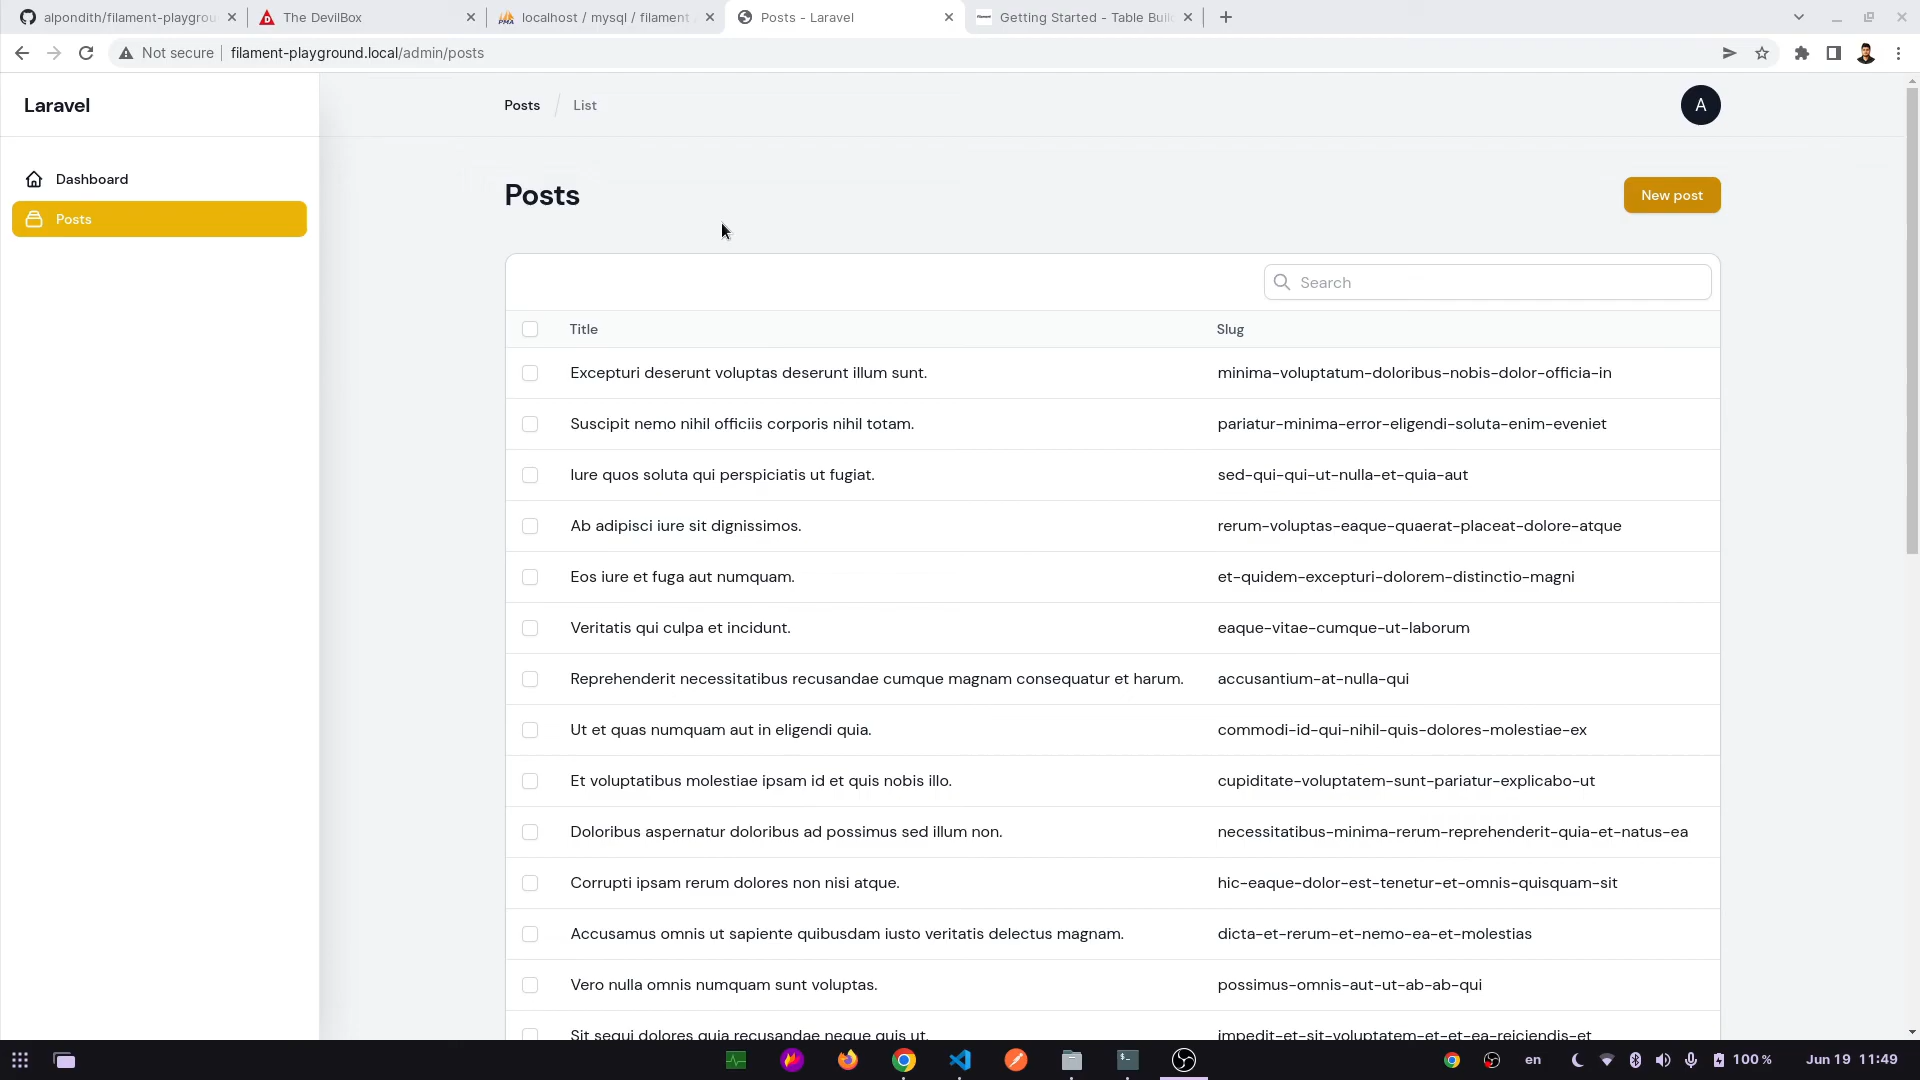 alpondith/filament-playgrou
The DevilBox
localhost / mysql / filament
Posts - Laravel
Getting Started - Table Buil
Not secure
filament-playground.local/admin/posts
Laravel
Posts / List
A
Dashboard
Posts
Posts
New post
Search
Title Slug
Excepturi deserunt voluptas deserunt illum sunt. minima-voluptatum-doloribus-nobis-dolor-officia-in
Suscipit nemo nihil officiis corporis nihil totam. pariatur-minima-error-eligendi-soluta-enim-eveniet
Iure quos soluta qui perspiciatis ut fugiat. sed-qui-qui-ut-nulla-et-quia-aut
Ab adipisci iure sit dignissimos. rerum-voluptas-eaque-quaerat-placeat-dolore-atque
Eos iure et fuga aut numquam. et-quidem-excepturi-dolorem-distinctio-magni
Veritatis qui culpa et incidunt. eaque-vitae-cumque-ut-laborum
Reprehenderit necessitatibus recusandae cumque magnam consequatur et harum. accusantium-at-nulla-qui
Ut et quas numquam aut in eligendi quia. commodi-id-qui-nihil-quis-dolores-molestiae-ex
Et voluptatibus molestiae ipsam id et quis nobis illo. cupiditate-voluptatem-sunt-pariatur-explicabo-ut
Doloribus aspernatur doloribus ad possimus sed illum non. necessitatibus-minima-rerum-reprehenderit-quia-et-natus-ea
Corrupti ipsam rerum dolores non nisi atque. hic-eaque-dolor-est-tenetur-et-omnis-quisquam-sit
Accusamus omnis ut sapiente quibusdam iusto veritatis delectus magnam. dicta-et-rerum-et-nemo-ea-et-molestias
Vero nulla omnis numquam sunt voluptas. possimus-omnis-aut-ut-ab-ab-qui
Sit sequi dolores quia recusandae neque quis ut. impedit-et-sit-voluptatem-et-et-ea-reiciendis-et
en 100 % Jun 19 11:49